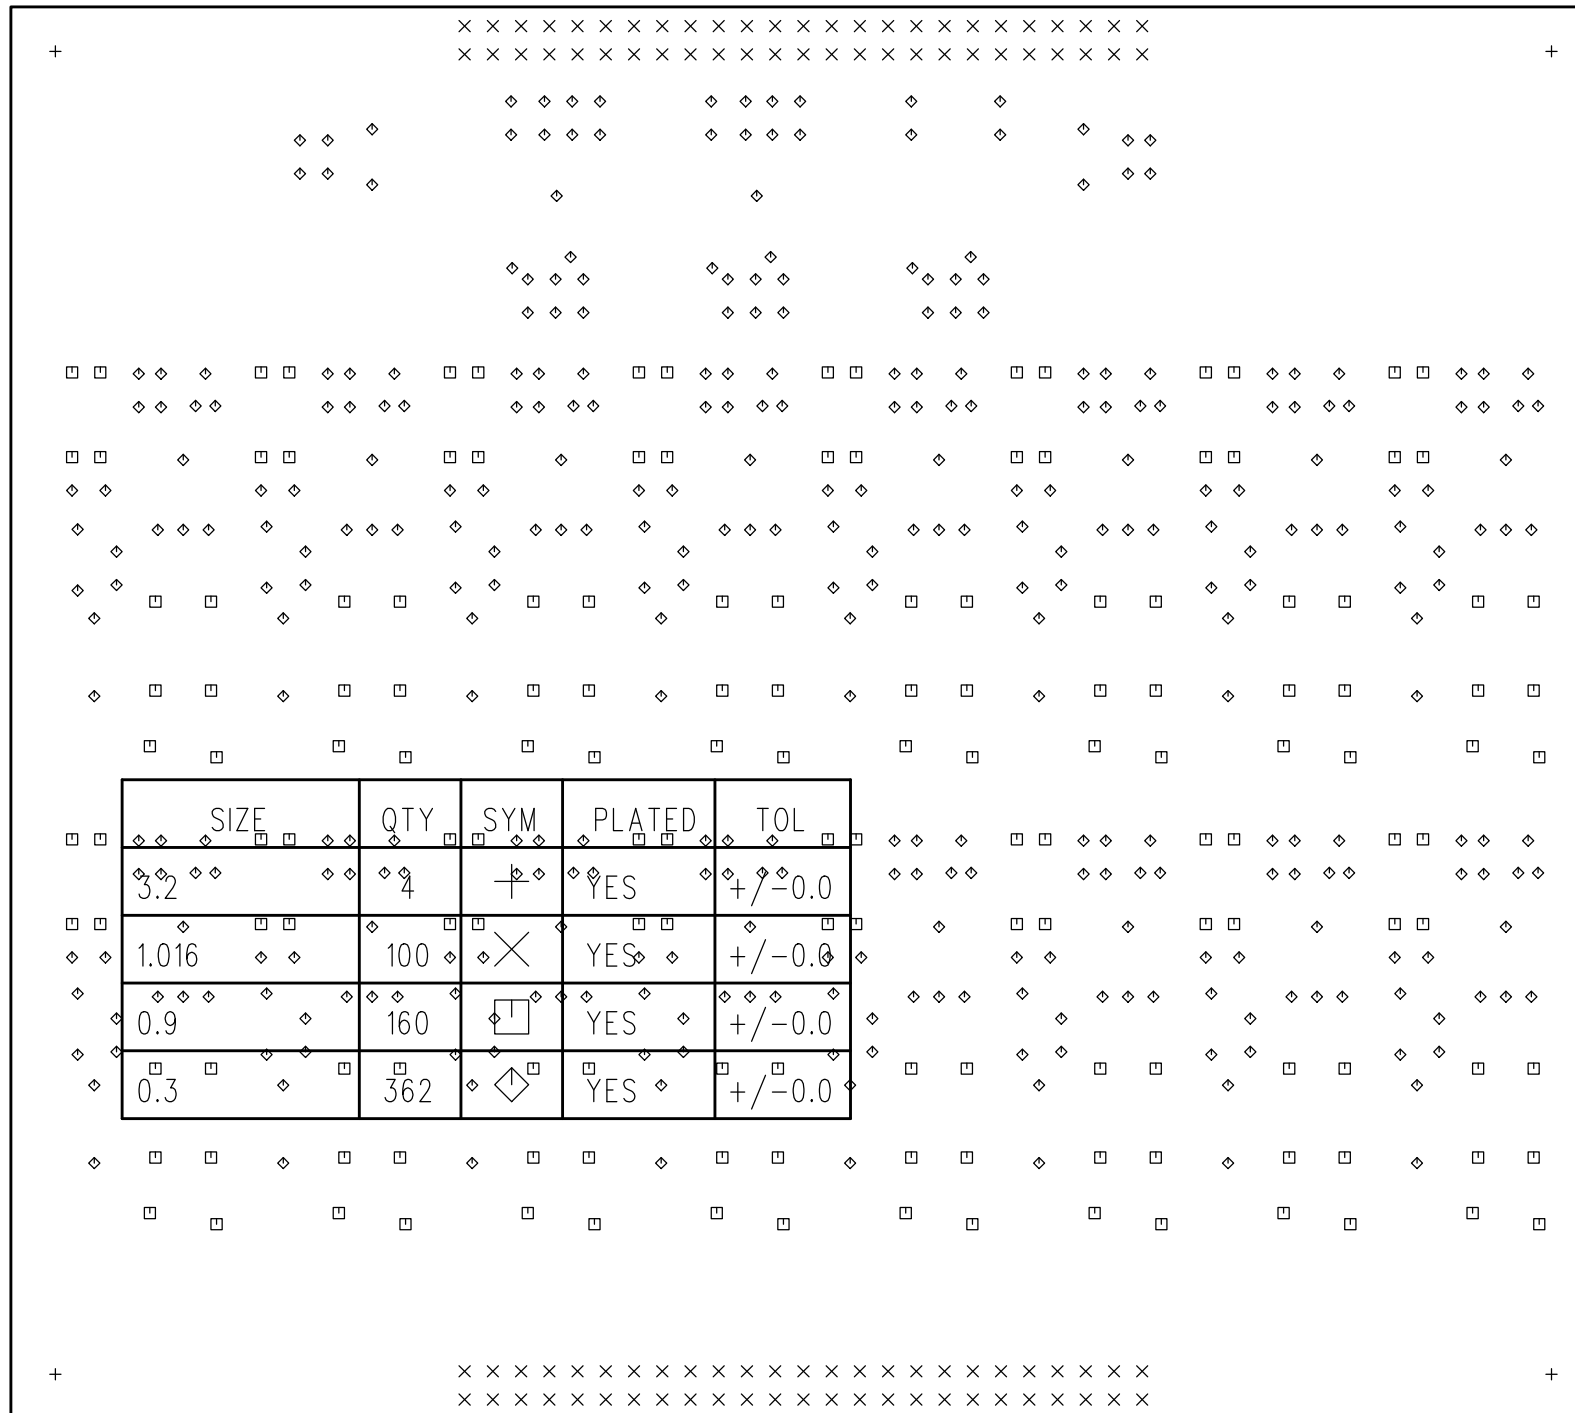 SIZE QTY SYM PLATED TOL
3.2 4 YES +/-0.0
1.016 100 YES +/-0.0
0.9 160 YES +/-0.0
0.3 362 YES +/-0.0